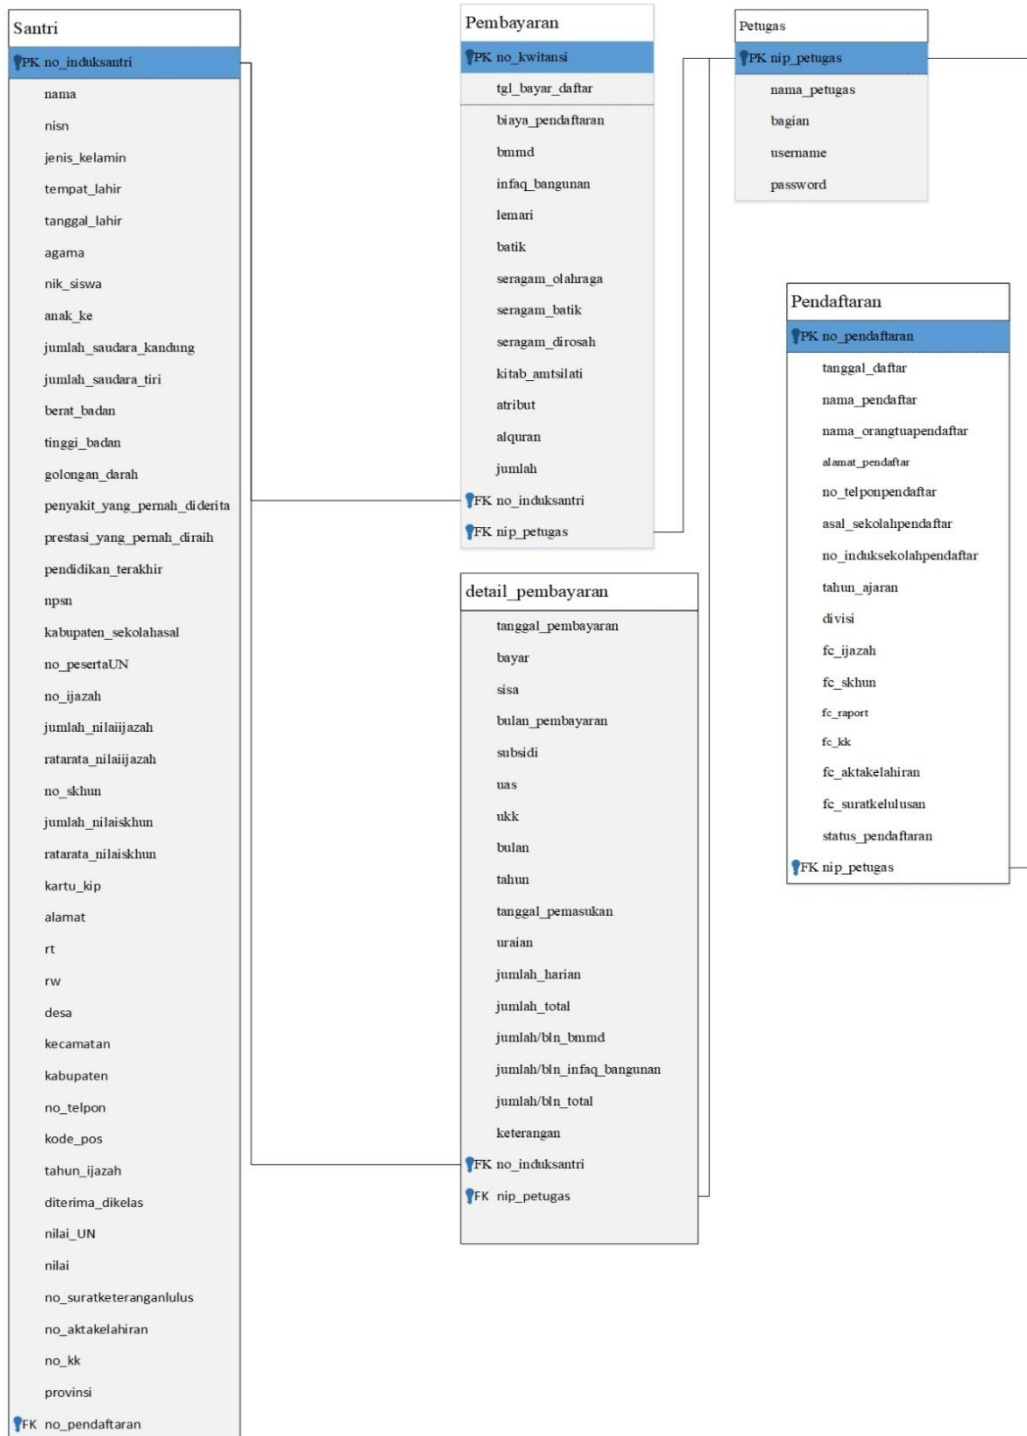 Santri
PK no_induksantri
nama
nisn
jenis_kelamin
tempat_lahir
tanggal_lahir
agama
nik_siswa
anak_ke
jumlah_saudara_kandung
jumlah_saudara_tiri
berat_badan
tinggi_badan
golongan_darah
penyakit_yang_pernah_diderita
prestasi_yang_pernah_diraih
pendidikan_terakhir
npsn
kabupaten_sekolahasal
no_pesertaUN
no_ijazah
jumlah_nilaiijazah
ratarata_nilaiijazah
no_skhun
jumlah_nilaiskhun
ratarata_nilaiskhun
kartu_kip
alamat
rt
rw
desa
kecamatan
kabupaten
no_telpon
kode_pos
tahun_ijazah
diterima_dikelas
nilai_UN
nilai
no_suratketeranganlulus
no_aktakelahiran
no_kk
provinsi
FK no_pendaftaran
Pembayaran
PK no_kwitansi
tgl_bayar_daftar
biaya_pendaftaran
bmmd
infaq_bangunan
lemari
batik
seragam_olahraga
seragam_batik
seragam_dirosah
kitab_amtsilati
atribut
alquran
jumlah
FK no_induksantri
FK nip_petugas
detail_pembayaran
tanggal_pembayaran
bayar
sisa
bulan_pembayaran
subsidi
uas
ukk
bulan
tahun
tanggal_pemasukan
uraian
jumlah_harian
jumlah_total
jumlah/bln_bmmd
jumlah/bln_infaq_bangunan
jumlah/bln_total
keterangan
FK no_induksantri
FK nip_petugas
Petugas
PK nip_petugas
nama_petugas
bagian
username
password
Pendaftaran
PK no_pendaftaran
tanggal_daftar
nama_pendaftar
nama_orangtuapendaftar
alamat_pendaftar
no_telponpendaftar
asal_sekolahpendaftar
no_induksekolahpendaftar
tahun_ajaran
divisi
fc_ijazah
fc_skhun
fc_raport
fc_kk
fc_aktakelahiran
fc_suratkelulusan
status_pendaftaran
FK nip_petugas